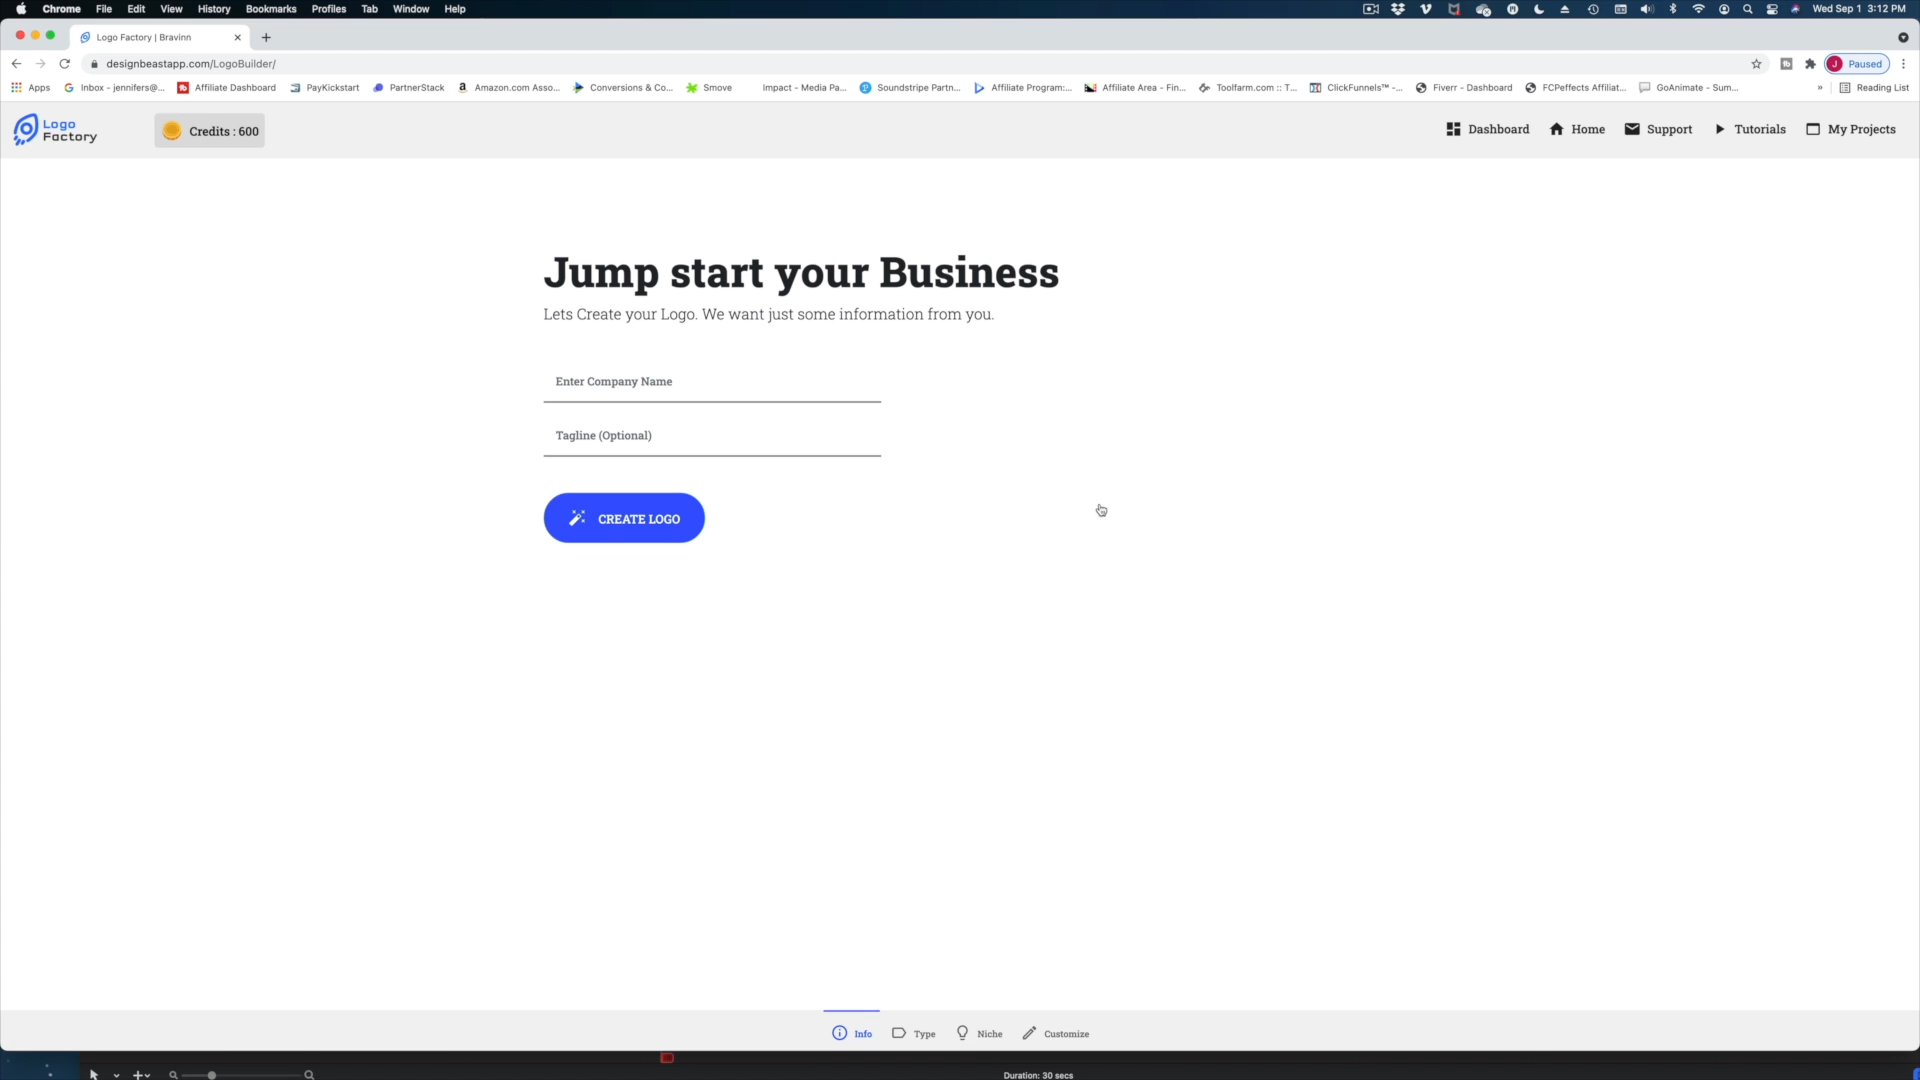 Chrome File Edit View History Bookmarks Profiles Tab Window Help Wed Sep 1 3:12 PM
Logo Factory | Bravinn
designbeastapp.com/LogoBuilder/ J Paused
Apps Inbox - jennifers@... Affiliate Dashboard PayKickstart PartnerStack Amazon.com Asso... Conversions & Co... Smove Impact - Media Pa... Soundstripe Partn... Affiliate Program:... Affiliate Area - Fin... Toolfarm.com :: T... ClickFunnels™ -... Fiverr - Dashboard FCPeffects Affiliat... GoAnimate - Sum... » Reading List
Logo
Factory
Credits : 600
Dashboard Home Support Tutorials My Projects
Jump start your Business
Lets Create your Logo. We want just some information from you.
Enter Company Name
Tagline (Optional)
CREATE LOGO
Info Type Niche Customize
Duration: 30 secs